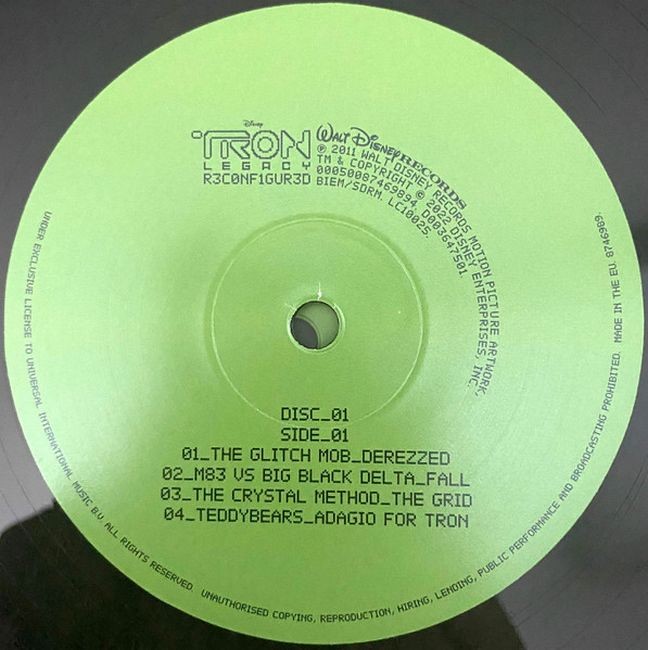 Disney
TRON
LEGACY
R3C0NF1GUR3D
WALT DISNEY RECORDS
℗ 2011 WALT DISNEY RECORDS MOTION PICTURE ARTWORK,
TM & COPYRIGHT © 2022 DISNEY ENTERPRISES, INC.
00050087469894. D003647501.
BIEM/SDRM. LC10025.
DISC_01
SIDE_01
01_THE GLITCH MOB_DEREZZED
02_M83 VS BIG BLACK DELTA_FALL
03_THE CRYSTAL METHOD_THE GRID
04_TEDDYBEARS_ADAGIO FOR TRON
UNDER EXCLUSIVE LICENSE TO UNIVERSAL INTERNATIONAL MUSIC B.V. ALL RIGHTS RESERVED. UNAUTHORISED COPYING, REPRODUCTION, HIRING, LENDING, PUBLIC PERFORMANCE AND BROADCASTING PROHIBITED. MADE IN THE EU. 8746989.